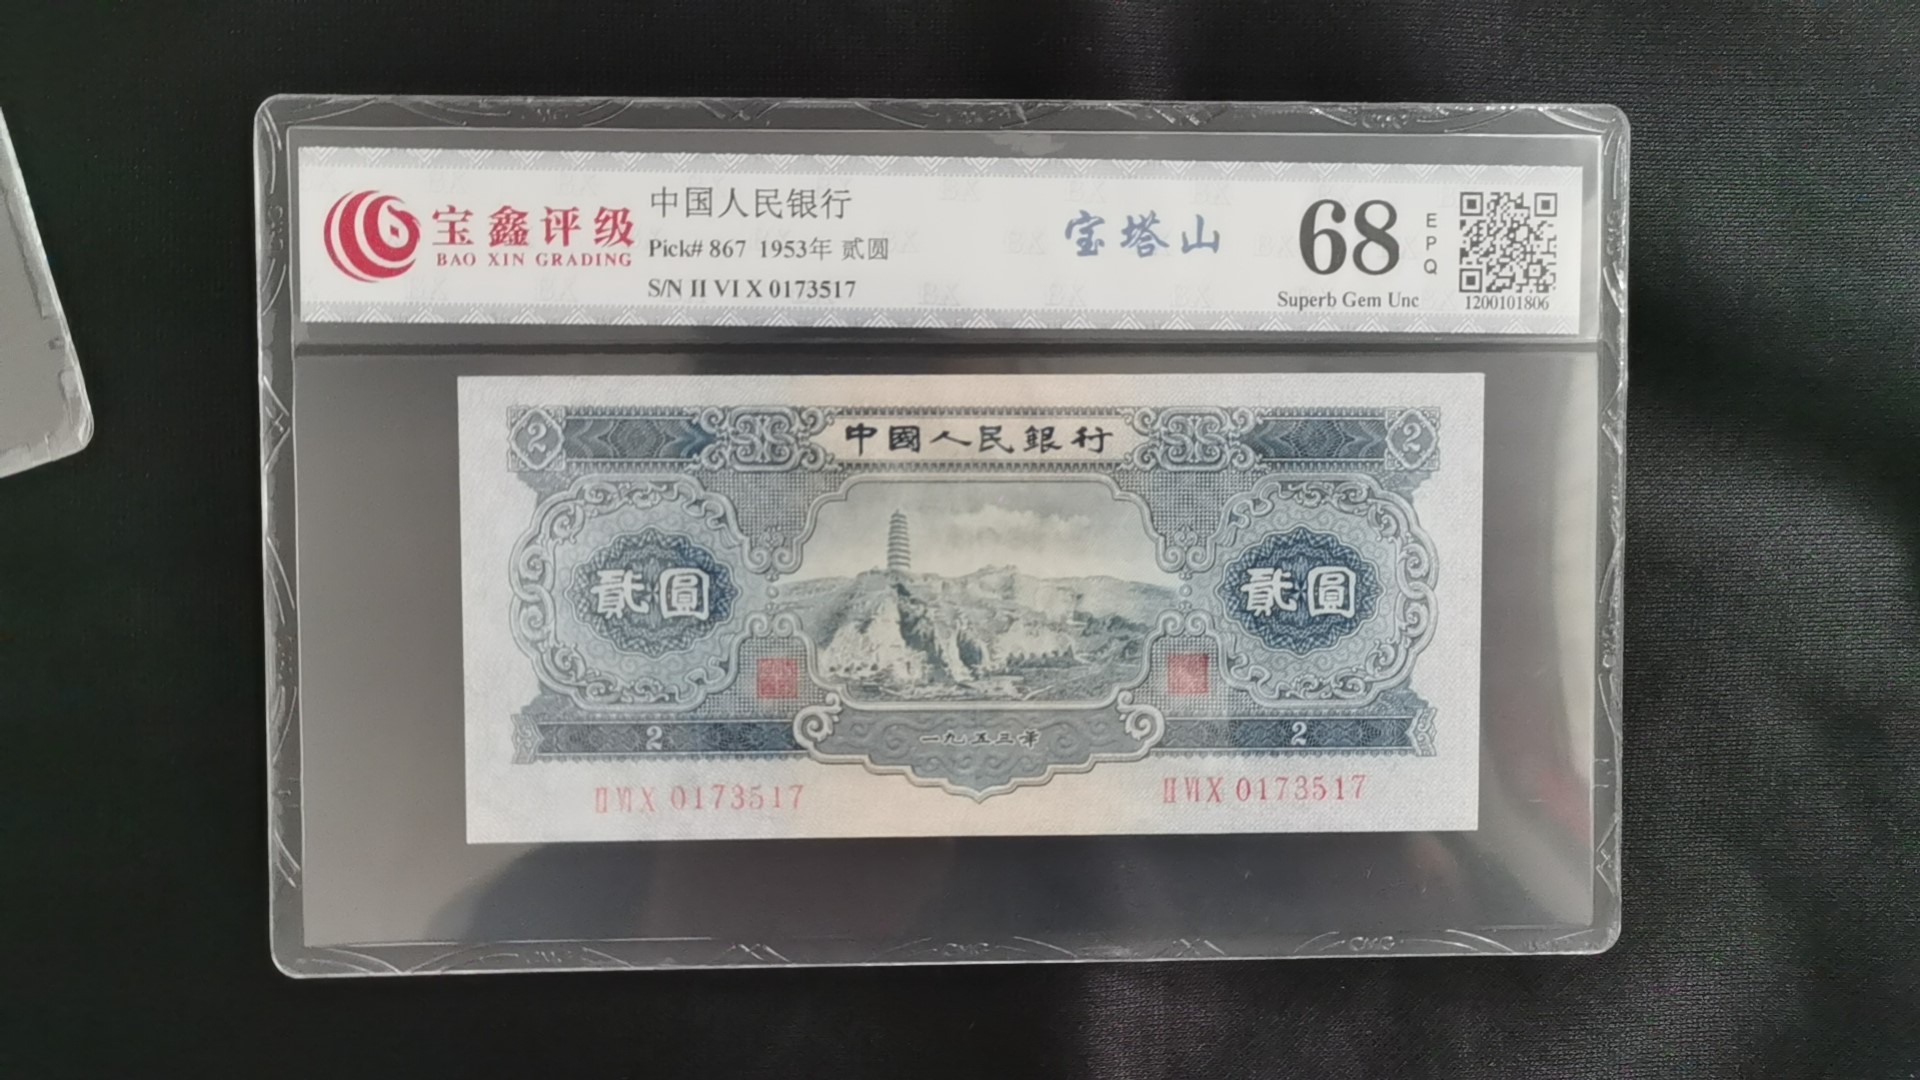 宝鑫评级
BAO XIN GRADING
中国人民银行
Pick# 867 1953年 贰圆
S/N II VI X 0173517
宝塔山
68
EPQ
Superb Gem Unc
1200101806
2
中國人民銀行
2
貳圓
貳圓
2
一九五三年
2
II VI X 0173517
II VI X 0173517
CMG
CMG